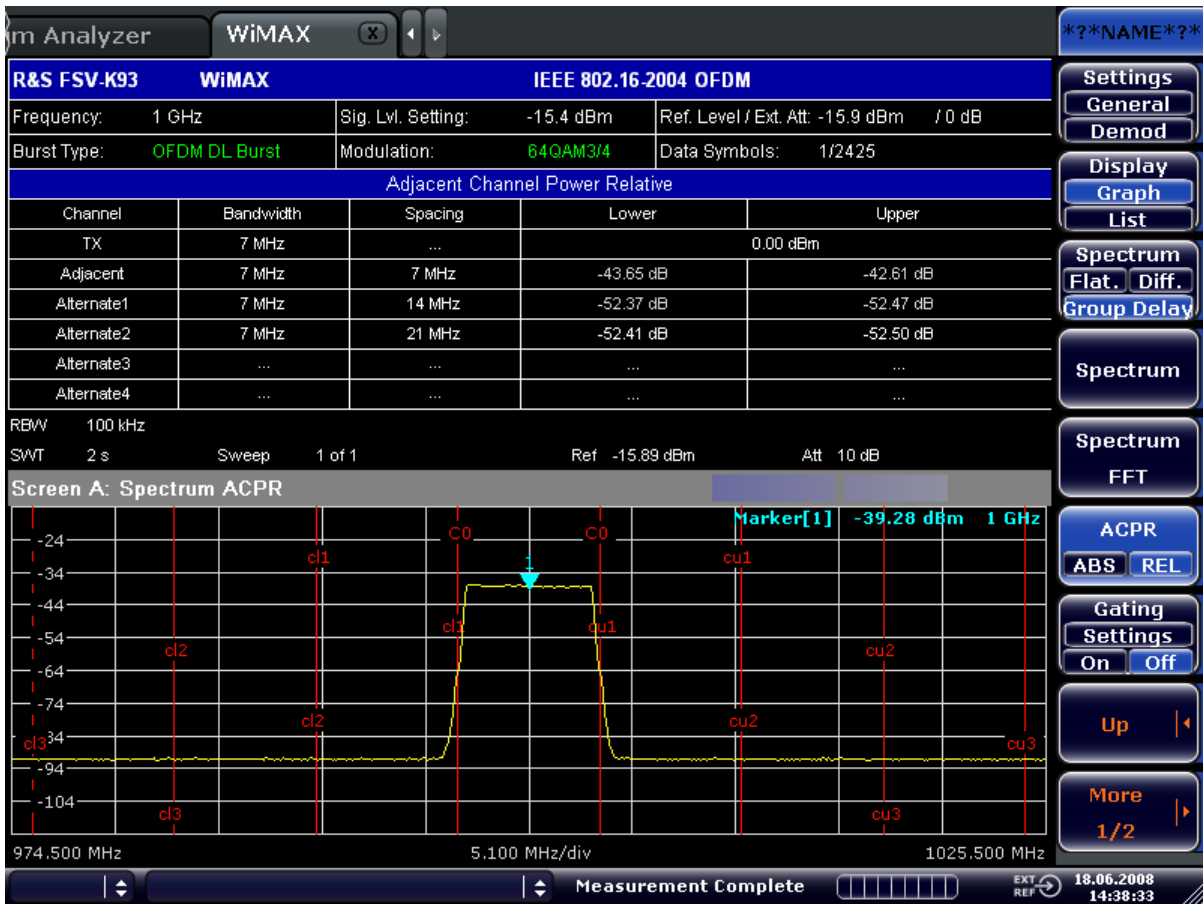 m Analyzer
WiMAX
X
*?*NAME*?*
R&S FSV-K93 WiMAX IEEE 802.16-2004 OFDM
Frequency: 1 GHz Sig. Lvl. Setting: -15.4 dBm Ref. Level / Ext. Att: -15.9 dBm / 0 dB
Burst Type: OFDM DL Burst Modulation: 64QAM3/4 Data Symbols: 1/2425
Adjacent Channel Power Relative
Channel Bandwidth Spacing Lower Upper
TX 7 MHz ... 0.00 dBm
Adjacent 7 MHz 7 MHz -43.65 dB -42.61 dB
Alternate1 7 MHz 14 MHz -52.37 dB -52.47 dB
Alternate2 7 MHz 21 MHz -52.41 dB -52.50 dB
Alternate3 ... ... ... ...
Alternate4 ... ... ... ...
RBW 100 kHz
SWT 2 s Sweep 1 of 1 Ref -15.89 dBm Att 10 dB
Screen A: Spectrum ACPR
Marker[1] -39.28 dBm 1 GHz
C0 C0
-24
cl1 cu1
1
-34
-44
cl1 cu1
-54
cl2 cu2
-64
-74
cl2 cu2
cl3 34 cu3
-94
-104
cl3 cu3
974.500 MHz 5.100 MHz/div 1025.500 MHz
Settings
General
Demod
Display
Graph
List
Spectrum
Flat. Diff.
Group Delay
Spectrum
Spectrum
FFT
ACPR
ABS REL
Gating
Settings
On Off
Up
More
1/2
Measurement Complete
EXT
REF
18.06.2008
14:38:33